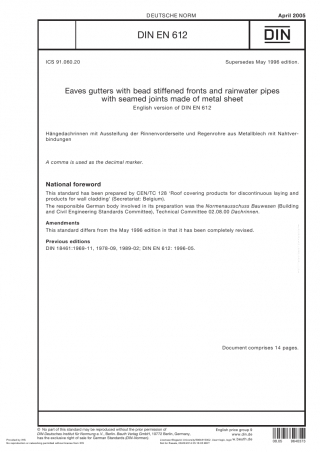 DEUTSCHE NORM
April 2005
DIN EN 612
DIN
ICS 91.060.20
Supersedes May 1996 edition.
Eaves gutters with bead stiffened fronts and rainwater pipes
with seamed joints made of metal sheet
English version of DIN EN 612
Hängedachrinnen mit Aussteifung der Rinnenvorderseite und Regenrohre aus Metallblech mit Nahtver-
bindungen
A comma is used as the decimal marker.
National foreword
This standard has been prepared by CEN/TC 128 ‘Roof covering products for discontinuous laying and
products for wall cladding’ (Secretariat: Belgium).
The responsible German body involved in its preparation was the Normenausschuss Bauwesen (Building
and Civil Engineering Standards Committee), Technical Committee 02.08.00 Dachrinnen.
Amendments
This standard differs from the May 1996 edition in that it has been completely revised.
Previous editions
DIN 18461:1969-11, 1978-09, 1989-02; DIN EN 612: 1996-05.
Document comprises 14 pages.
© No part of this standard may be reproduced without the prior permission of
DIN Deutsches Institut für Normung e.V., Berlin. Beuth Verlag GmbH, 10772 Berlin, Germany,
has the exclusive right of sale for German Standards (DIN-Normen).
English price group
www.din.de
www.beuth.de